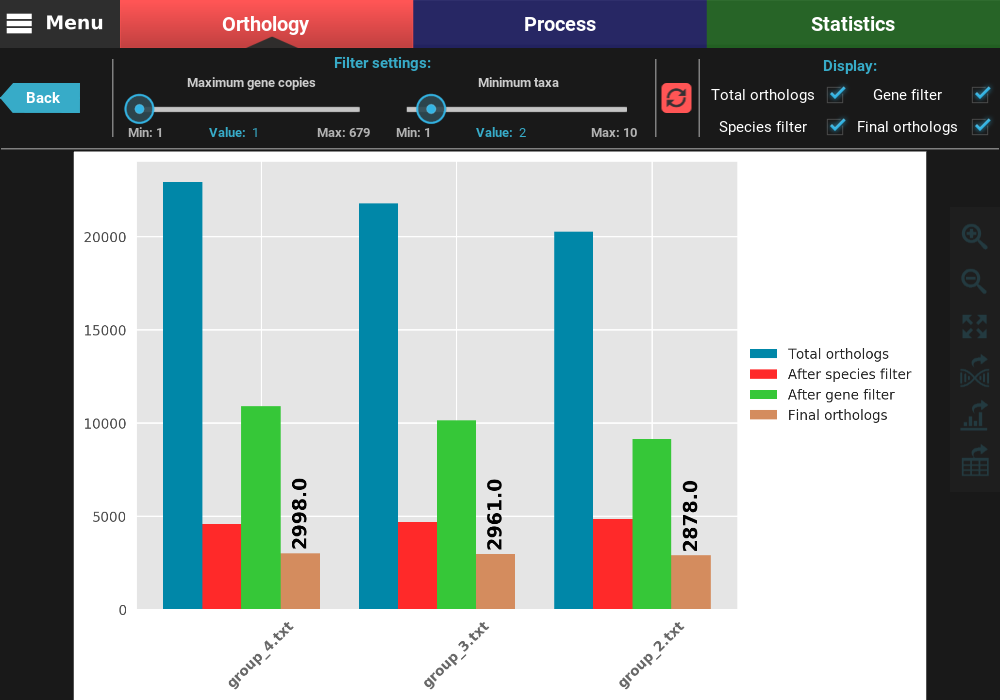 Menu
Orthology
Process
Statistics
Back
Filter settings:
Maximum gene copies
Min: 1
Value: 1
Max: 679
Minimum taxa
Min: 1
Value: 2
Max: 10
Display:
Total orthologs
Gene filter
Species filter
Final orthologs
20000
15000
10000
5000
0
2998.0
2961.0
2878.0
group_4.txt
group_3.txt
group_2.txt
Total orthologs
After species filter
After gene filter
Final orthologs